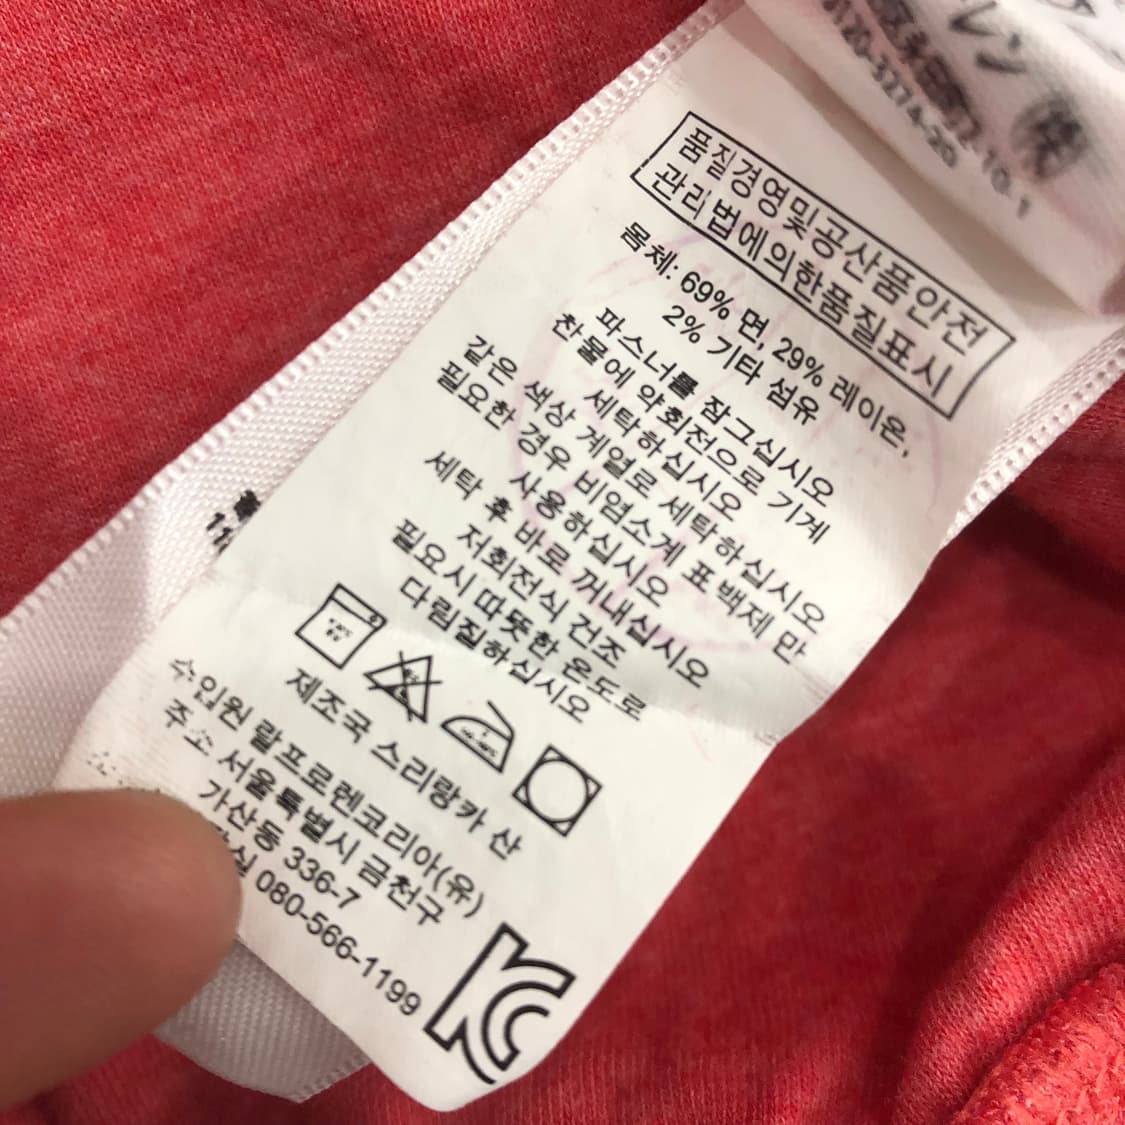 レン ㈱
0120-3274-20
품질경영및공산품안전
관리법에의한품질표시
몸체: 69% 면, 29% 레이온,
2% 기타 섬유
파스너를 잠그십시오
찬물에 약회전으로 기계
세탁하십시오
같은 색상 계열로 세탁하십시오
필요한 경우 비염소계 표백제 만
사용하십시오
세탁 후 바로 꺼내십시오
저회전식 건조
필요시 따뜻한 온도로
다림질하십시오
제조국 스리랑카 산
수입원 랄프로렌코리아(유)
주소 서울특별시 금천구
가산동 336-7
080-566-1199